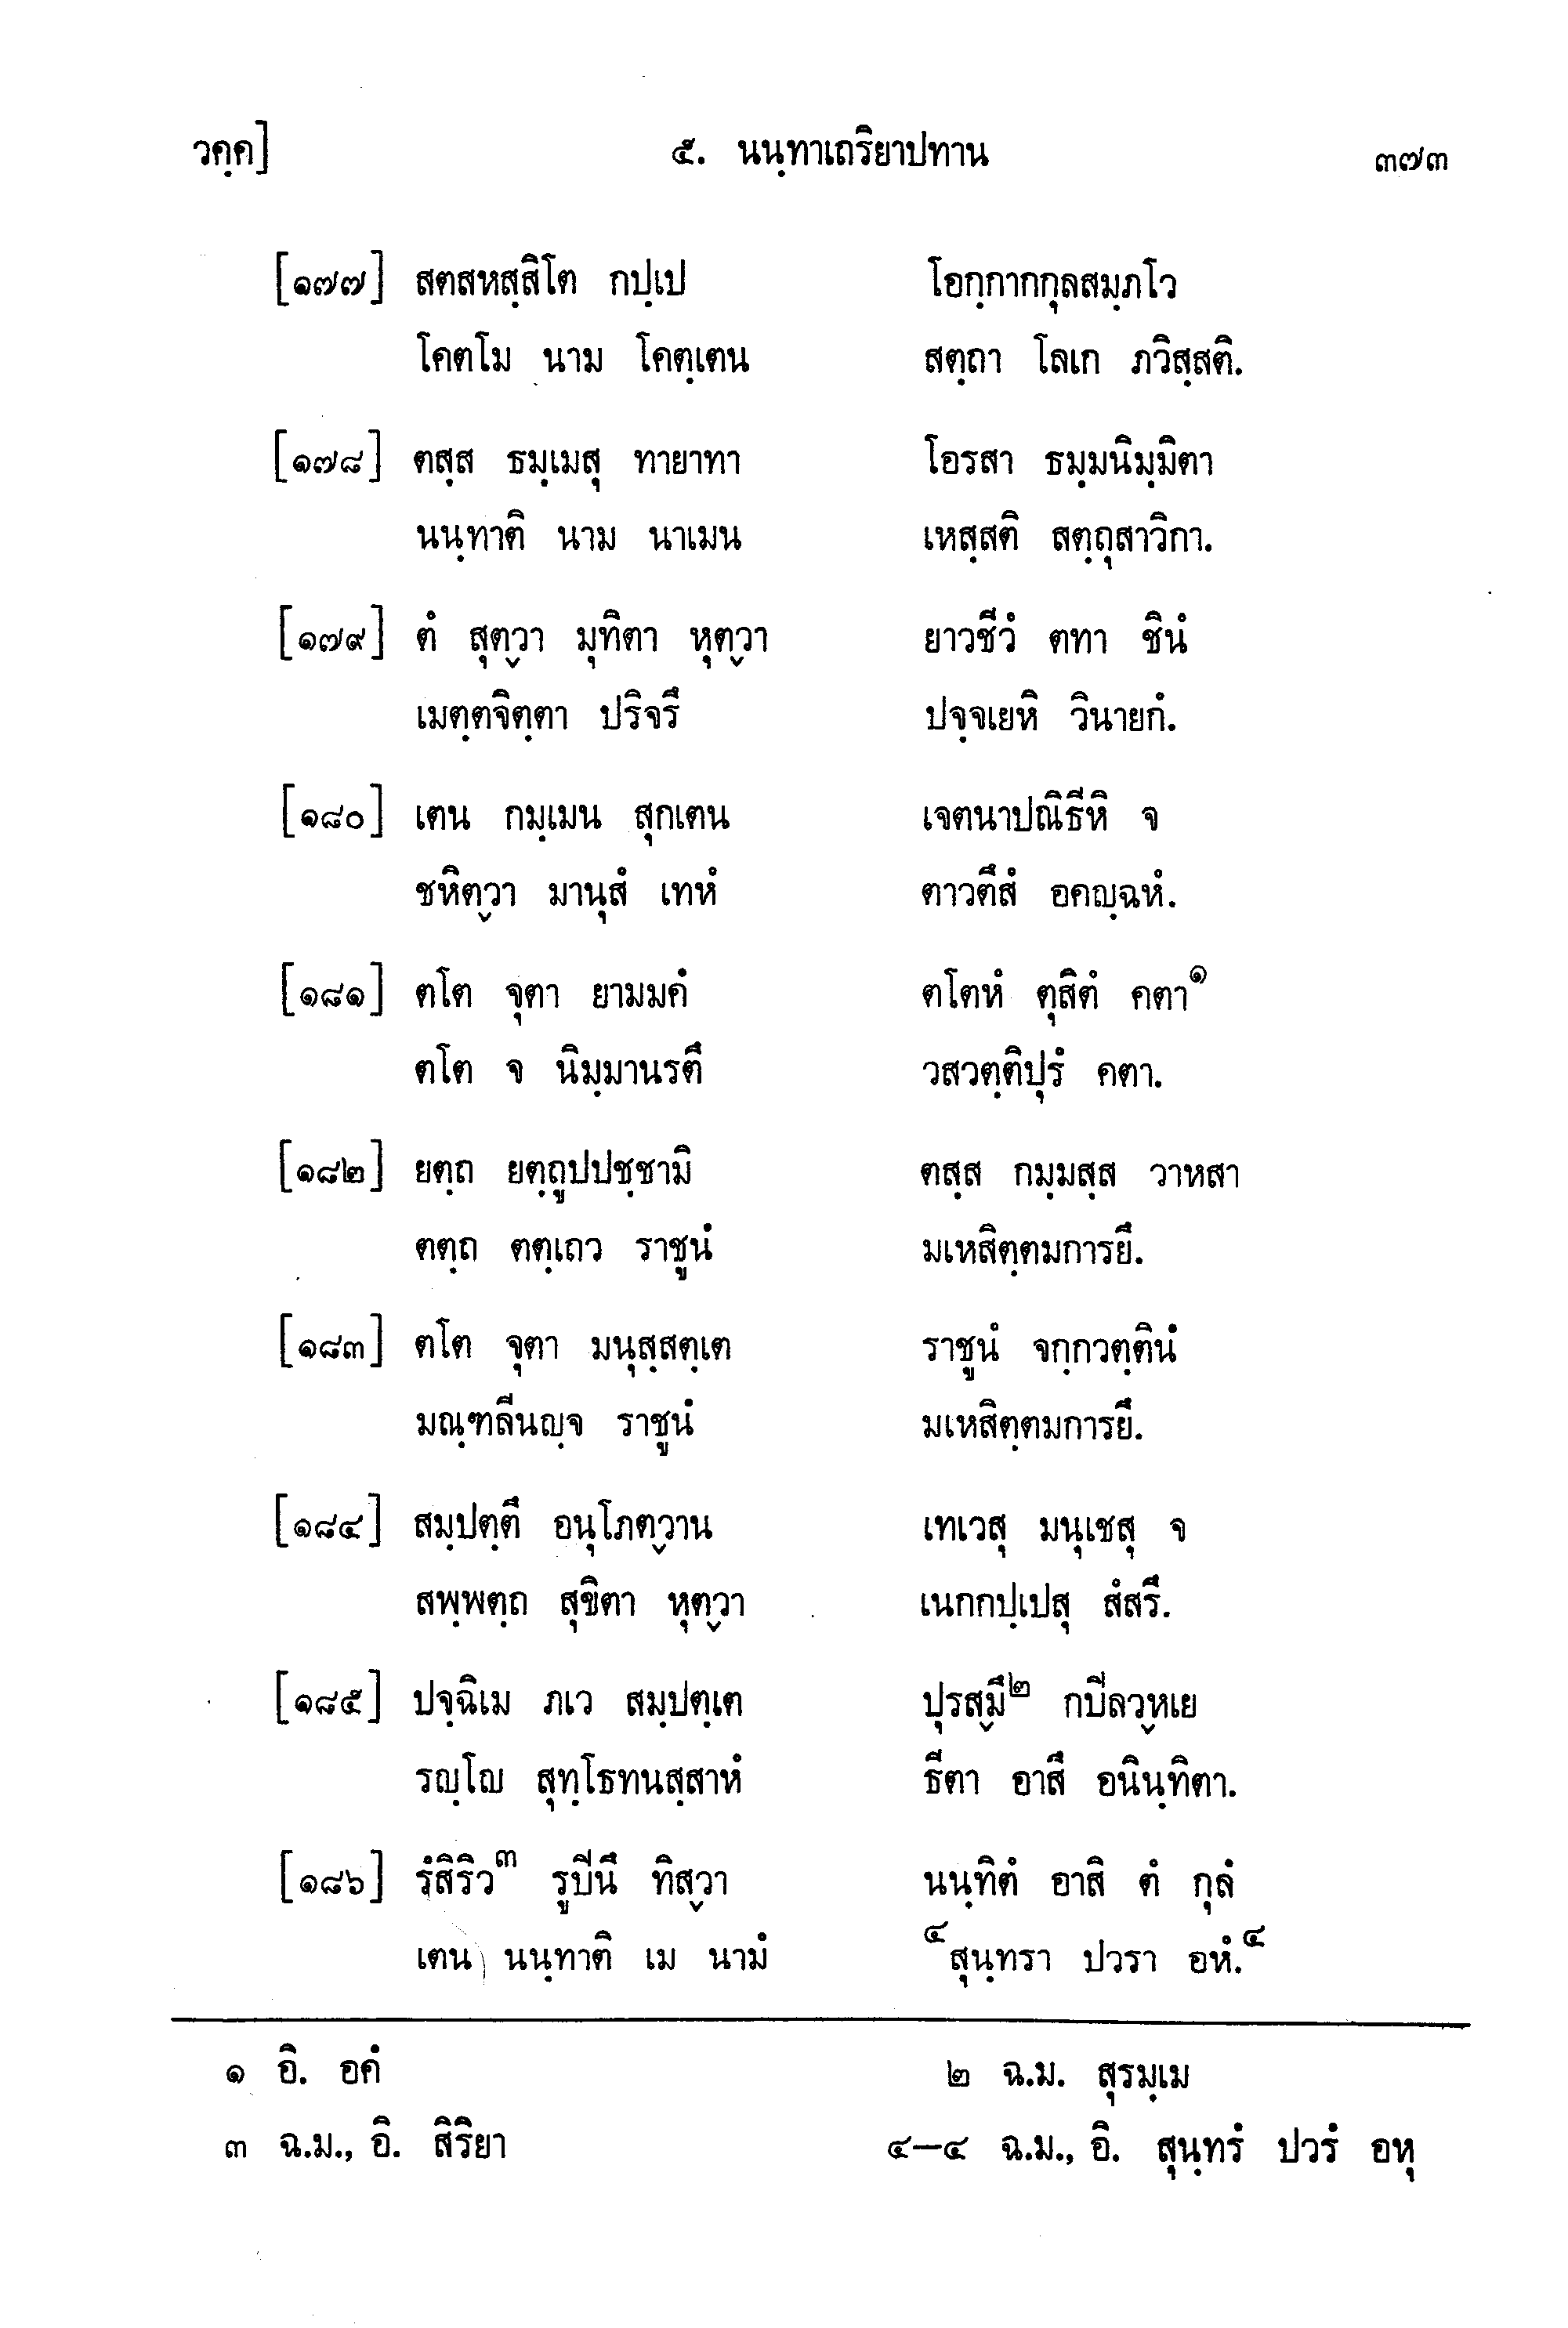 วคฺค] ๕. นนฺทาเถริยาปทาน ๓๗๓
[๑๗๗] สตสหสฺสิโต กปฺเป โอกฺกากกุลสมฺภโว
โคตโม นาม โคตฺเตน สตฺถา โลเก ภวิสฺสติ.
[๑๗๘] ตสฺส ธมฺเมสุ ทายาทา โอรสา ธมฺมนิมฺมิตา
นนฺทาติ นาม นาเมน เหสฺสติ สตฺถุสาวิกา.
[๑๗๙] ตํ สุตฺวา มุทิตา หุตฺวา ยาวชีวํ ตทา ชินํ
เมตฺตจิตฺตา ปริจรึ ปจฺจเยหิ วินายกํ.
[๑๘๐] เตน กมฺเมน สุกเตน เจตนาปณิธีหิ จ
ชหิตฺวา มานุสํ เทหํ ตาวตึสํ อคญฺฉหํ.
[๑๘๑] ตโต จุตา ยามมคํ ตโตหํ ตุสิตํ คตา๑
ตโต จ นิมฺมานรตึ วสวตฺติปุรํ คตา.
[๑๘๒] ยตฺถ ยตฺถูปปชฺชามิ ตสฺส กมฺมสฺส วาหสา
ตตฺถ ตตฺเถว ราชูนํ มเหสิตฺตมการยึ.
[๑๘๓] ตโต จุตา มนุสฺสตฺเต ราชูนํ จกฺกวตฺตินํ
มณฺฑลีนญฺจ ราชูนํ มเหสิตฺตมการยึ.
[๑๘๔] สมฺปตฺตึ อนุโภตฺวาน เทเวสุ มนุเชสุ จ
สพฺพตฺถ สุขิตา หุตฺวา เนกกปฺเปสุ สํสรึ.
[๑๘๕] ปจฺฉิเม ภเว สมฺปตฺเต ปุรสฺมึ๒ กปีลวฺหเย
รญฺโญ สุทฺโธทนสฺสาหํ ธีตา อาสึ อนินฺทิตา.
[๑๘๖] รํสิริว๓ รูปีนึ ทิสฺวา นนฺทิตํ อาสิ ตํ กุลํ
เตน นนฺทาติ เม นามํ ๔สุนฺทรา ปวรา อหํ.๔
๑ อิ. อคํ ๒ ฉ.ม. สุรมฺเม
๓ ฉ.ม., อิ. สิริยา ๔–๔ ฉ.ม., อิ. สุนฺทรํ ปวรํ อหุ